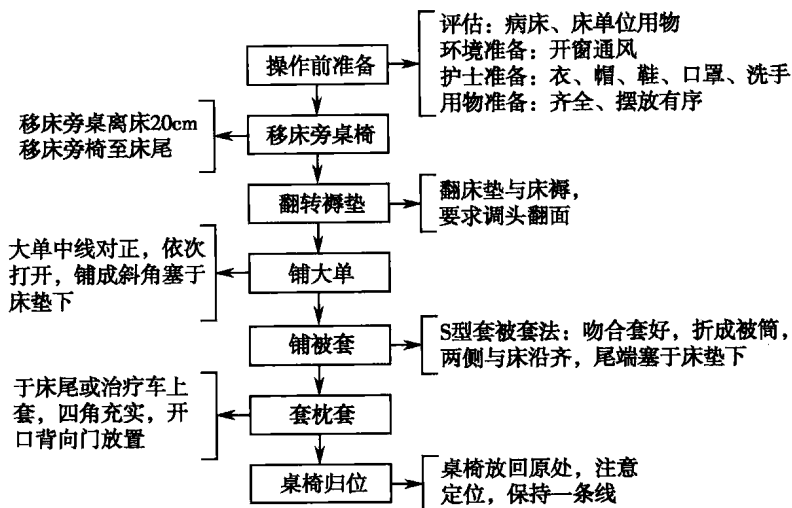 评估：病床、床单位用物
环境准备：开窗通风
护士准备：衣、帽、鞋、口罩、洗手
用物准备：齐全、摆放有序
操作前准备
移床旁桌离床20cm
移床旁椅至床尾
移床旁桌椅
翻转褥垫
翻床垫与床褥，
要求调头翻面
大单中线对正，依次
打开，铺成斜角塞于
床垫下
铺大单
铺被套
S型套被套法：吻合套好，折成被筒，
两侧与床沿齐，尾端塞于床垫下
于床尾或治疗车上
套，四角充实，开
口背向门放置
套枕套
桌椅归位
桌椅放回原处，注意
定位，保持一条线